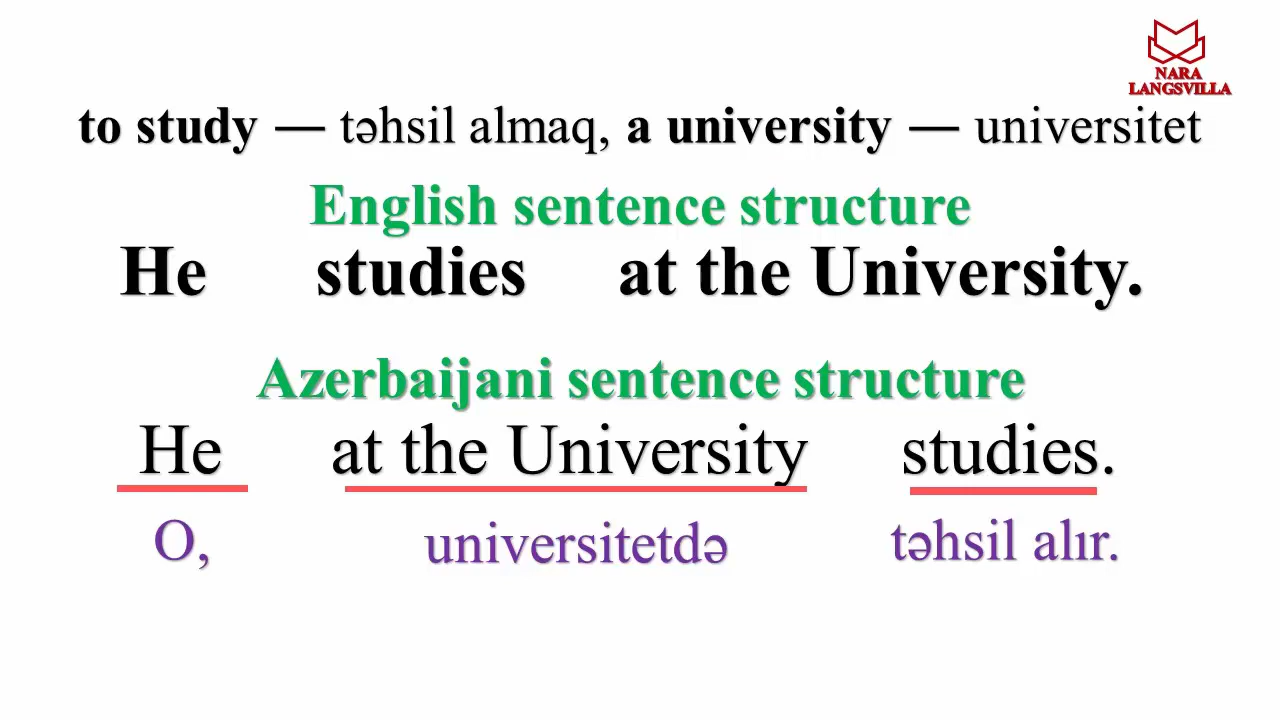 NARA
LANGSVILLA
to study — təhsil almaq, a university — universitet
English sentence structure
He studies at the University.
Azerbaijani sentence structure
He at the University studies.
O, universitetdə təhsil alır.